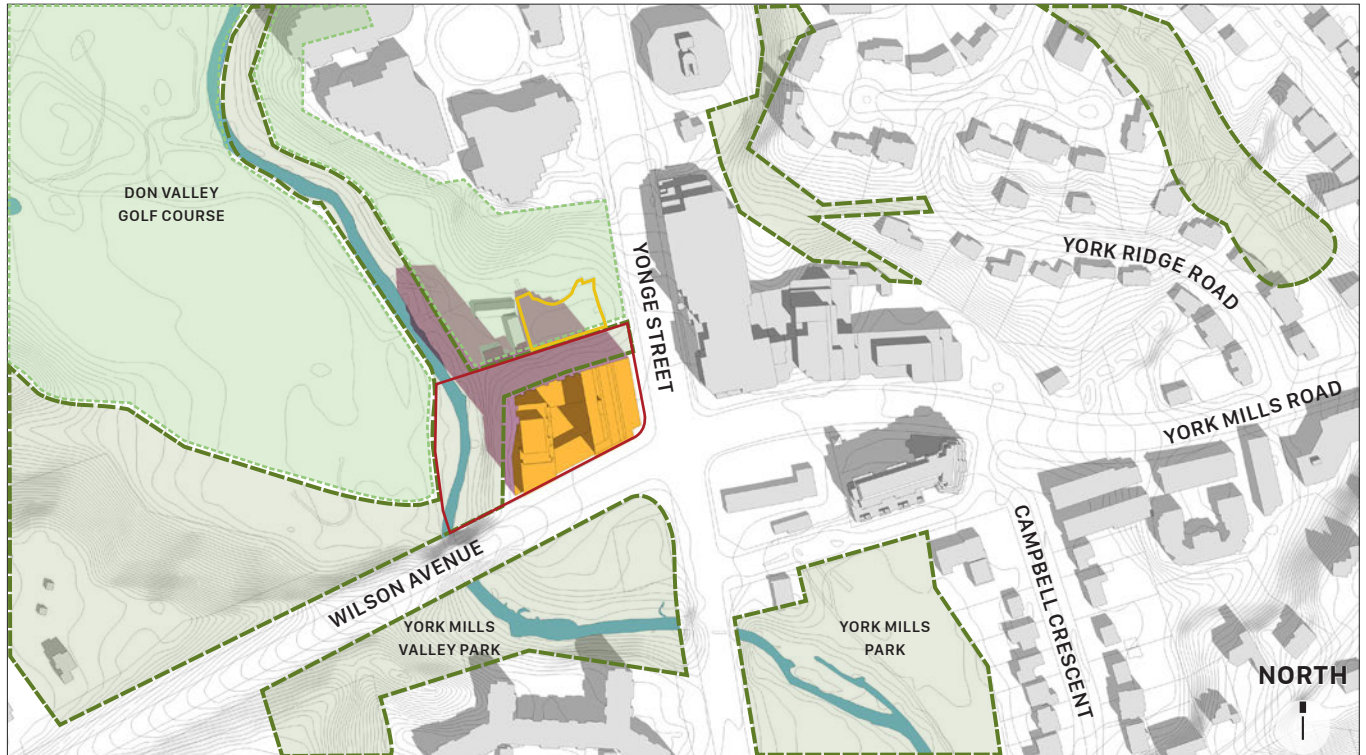 DON VALLEY
GOLF COURSE
YONGE STREET
YORK RIDGE ROAD
YORK MILLS ROAD
WILSON AVENUE
CAMPBELL CRESCENT
YORK MILLS
VALLEY PARK
YORK MILLS
PARK
NORTH